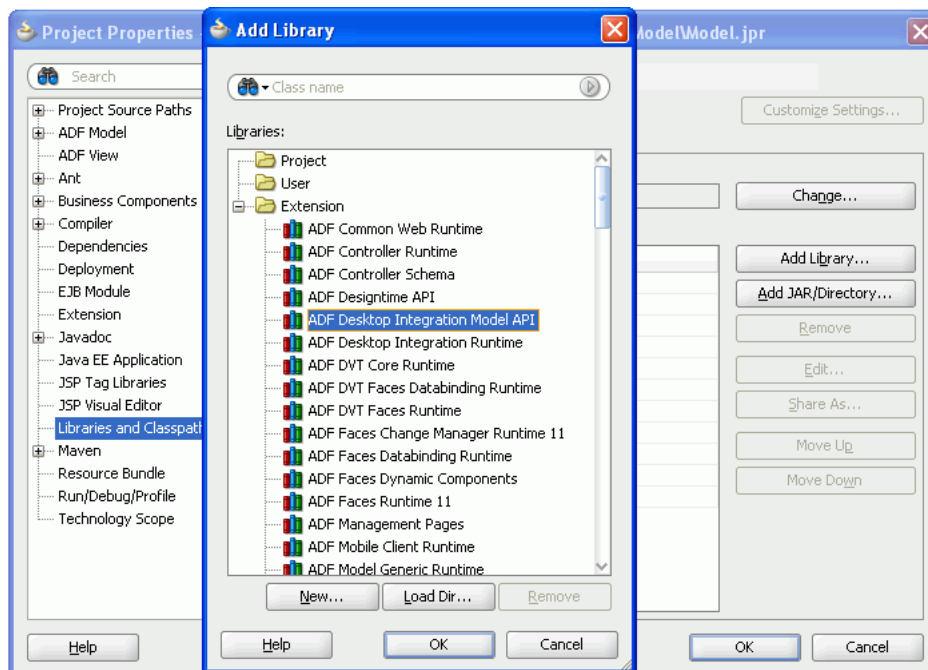 Project Properties -
Add Library
Model\Model.jpr
Search
Project Source Paths
ADF Model
ADF View
Ant
Business Components
Compiler
Dependencies
Deployment
EJB Module
Extension
Javadoc
Java EE Application
JSP Tag Libraries
JSP Visual Editor
Libraries and Classpath
Maven
Resource Bundle
Run/Debug/Profile
Technology Scope
Help
Class name
Libraries:
Project
User
Extension
ADF Common Web Runtime
ADF Controller Runtime
ADF Controller Schema
ADF Designtime API
ADF Desktop Integration Model API
ADF Desktop Integration Runtime
ADF DVT Core Runtime
ADF DVT Faces Databinding Runtime
ADF DVT Faces Runtime
ADF Faces Change Manager Runtime 11
ADF Faces Databinding Runtime
ADF Faces Dynamic Components
ADF Faces Runtime 11
ADF Management Pages
ADF Mobile Client Runtime
ADF Model Generic Runtime
New... Load Dir... Remove
Help OK Cancel
Customize Settings...
Change...
Add Library...
Add JAR/Directory...
Remove
Edit...
Share As...
Move Up
Move Down
OK Cancel